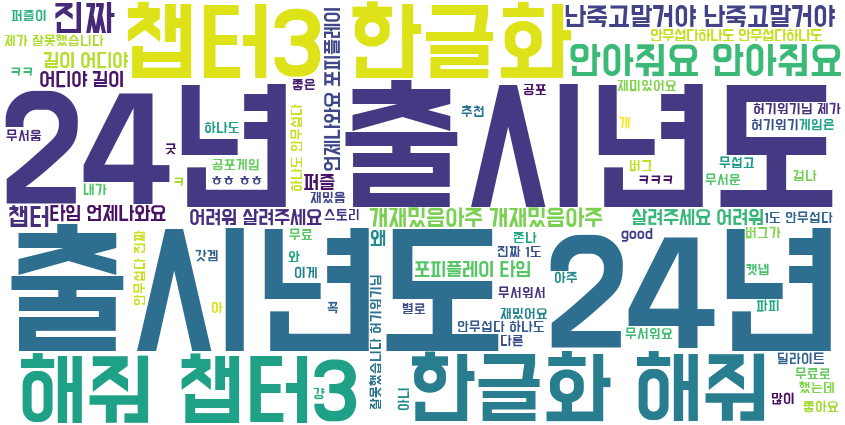 퍼즐이 진짜 챕터3 한글화 난죽고말거야 난죽고말거야
제가 잘못했습니다 안무섭다하나도 안무섭다하나도
길이 어디야 안아줘요 안아줘요
ㅋㅋ 어디야 길이 좋은 언제나와요 포피플레이 공포 재미있어요
24년 출시년도
무서움 하나도 하나도 안무섭다 추천 개 허기워기님 제가
굿 허기워기게임은
공포게임 버그 무섭고
ㅋ ㅎㅎ ㅎㅎ 퍼즐 ㅋㅋㅋ 무서운 겁나
내가 재밌음
챕터 타임 언제나와요 어려워 살려주세요 스토리 개재밌음아주 개재밌음아주 살려주세요 어려워 1도 안무섭다
출시년도 24년
안무섭다 진짜 갓겜 무료 왜 존나 good 버그가
와 진짜 1도
이게 포피플레이 타임 아주 캣냅
아 꼭 잘못했습니다 허기워기님 별로 무서워서 파피
재밌어요
안무섭다 하나도 무서워요
다른
해줘 챕터3 한글화 해줘 딜라이트
걍 아니 무료로
했는데
많이 좋아요